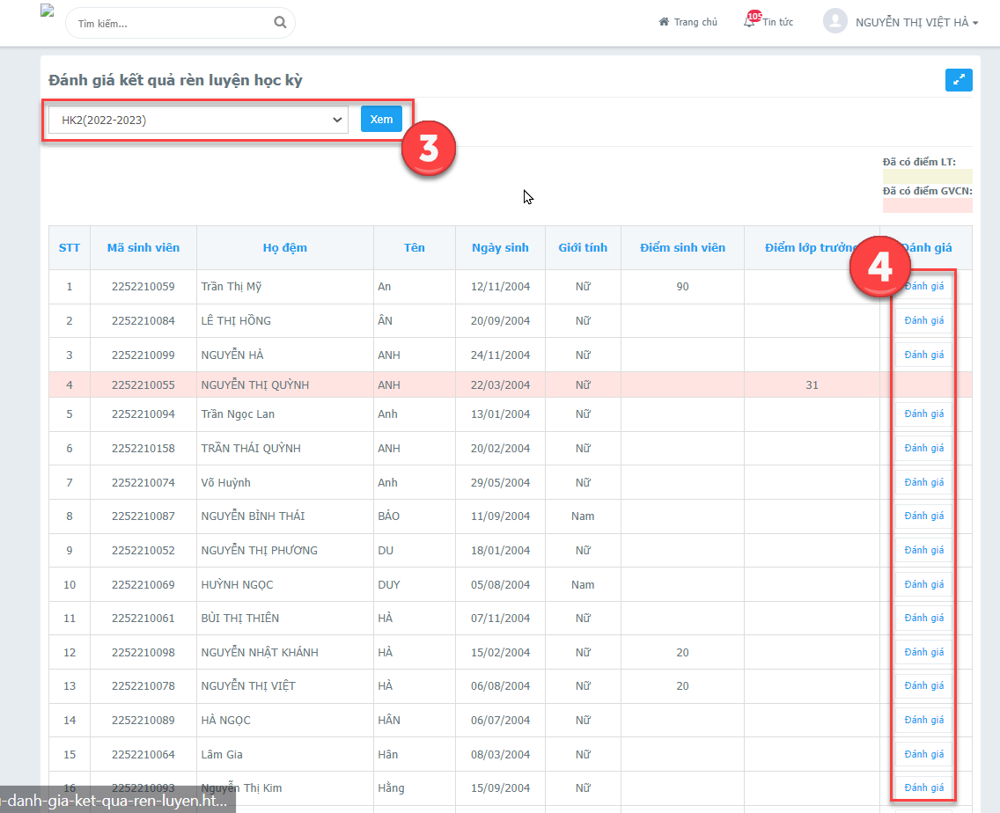 Tìm kiếm...
Trang chủ
105
Tin tức
NGUYỄN THỊ VIỆT HÀ
Đánh giá kết quả rèn luyện học kỳ
HK2(2022-2023)
Xem
3
Đã có điểm LT:
Đã có điểm GVCN:
STT Mã sinh viên Họ đệm Tên Ngày sinh Giới tính Điểm sinh viên Điểm lớp trưởng Đánh giá
4
1 2252210059 Trần Thị Mỹ An 12/11/2004 Nữ 90 Đánh giá
2 2252210084 LÊ THỊ HỒNG ÂN 20/09/2004 Nữ Đánh giá
3 2252210099 NGUYỄN HÀ ANH 24/11/2004 Nữ Đánh giá
4 2252210055 NGUYỄN THỊ QUỲNH ANH 22/03/2004 Nữ 31
5 2252210094 Trần Ngọc Lan Anh 13/01/2004 Nữ Đánh giá
6 2252210158 TRẦN THÁI QUỲNH ANH 20/02/2004 Nữ Đánh giá
7 2252210074 Võ Huỳnh Anh 29/05/2004 Nữ Đánh giá
8 2252210087 NGUYỄN BÌNH THÁI BẢO 11/09/2004 Nam Đánh giá
9 2252210052 NGUYỄN THỊ PHƯƠNG DU 18/01/2004 Nữ Đánh giá
10 2252210069 HUỲNH NGỌC DUY 05/08/2004 Nam Đánh giá
11 2252210061 BÙI THỊ THIÊN HÀ 07/11/2004 Nữ Đánh giá
12 2252210098 NGUYỄN NHẬT KHÁNH HÀ 15/02/2004 Nữ 20 Đánh giá
13 2252210078 NGUYỄN THỊ VIỆT HÀ 06/08/2004 Nữ 20 Đánh giá
14 2252210089 HÀ NGỌC HÂN 06/07/2004 Nữ Đánh giá
15 2252210064 Lâm Gia Hân 08/03/2004 Nữ Đánh giá
16 2252210093 Nguyễn Thị Kim Hằng 15/09/2004 Nữ Đánh giá
-danh-gia-ket-qua-ren-luyen.ht...